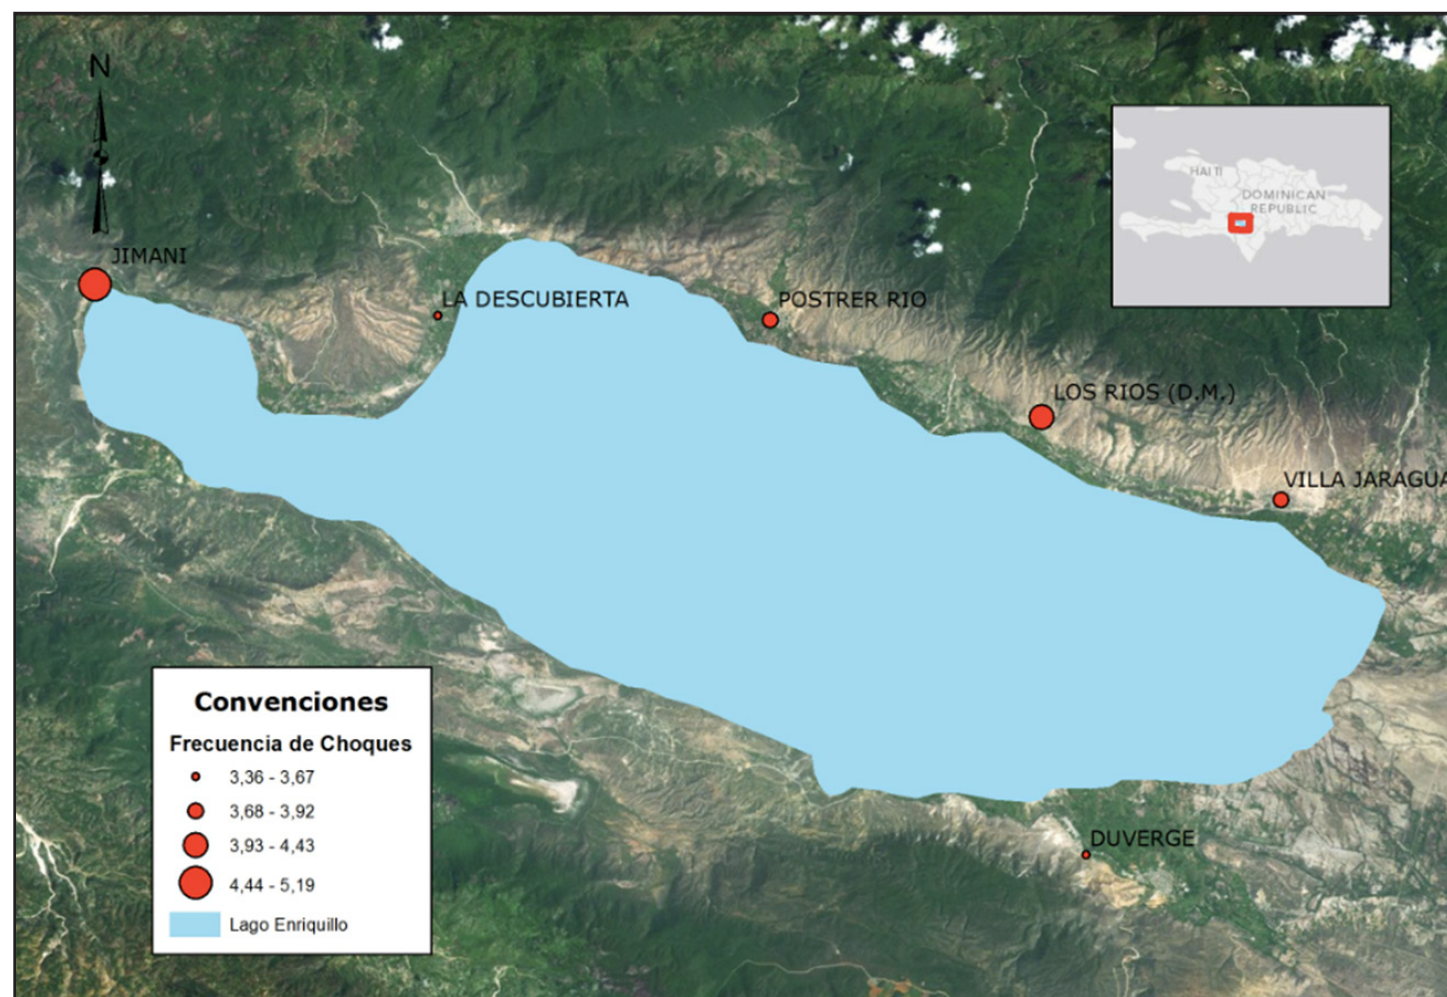 N
HAITI
DOMINICAN
REPUBLIC
JIMANI
LA DESCUBIERTA
POSTRER RIO
LOS RIOS (D.M.)
VILLA JARAGUA
Convenciones
Frecuencia de Choques
3,36 - 3,67
3,68 - 3,92
3,93 - 4,43
4,44 - 5,19
Lago Enriquillo
DUVERGE